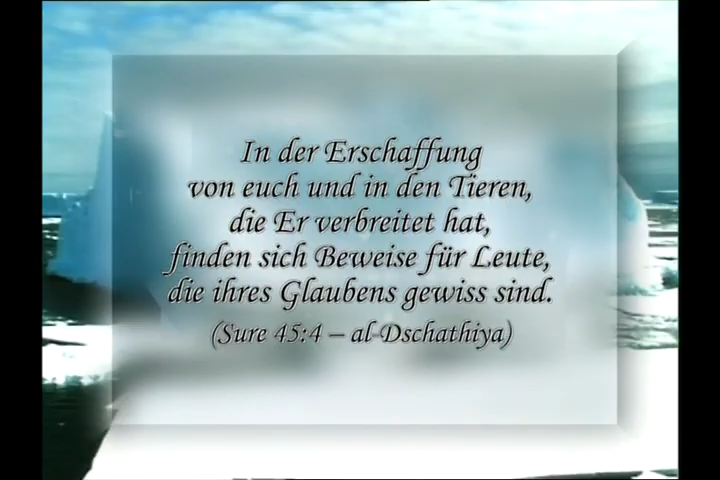 In der Erschaffung
von euch und in den Tieren,
die Er verbreitet hat,
finden sich Beweise für Leute,
die ihres Glaubens gewiss sind.
(Sure 45:4 – al-Dschathiya)